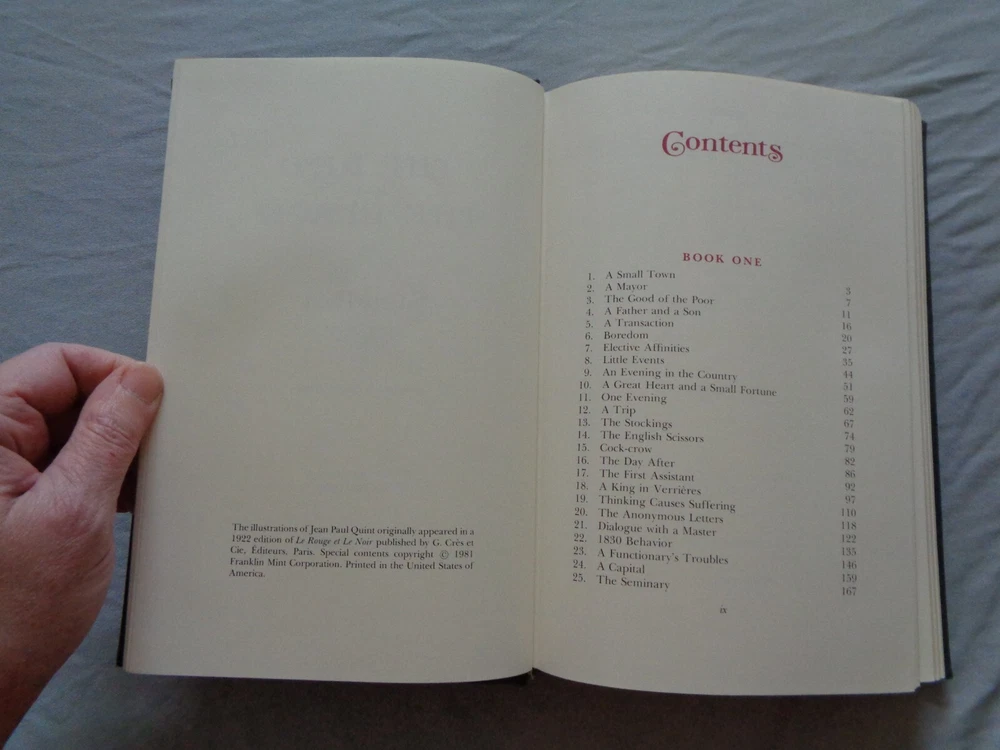 The illustrations of Jean Paul Quint originally appeared in a
1922 edition of Le Rouge et Le Noir published by G. Crès et
Cie, Éditeurs, Paris. Special contents copyright © 1981
Franklin Mint Corporation. Printed in the United States of
America.
Contents
BOOK ONE
1. A Small Town 3
2. A Mayor 7
3. The Good of the Poor 11
4. A Father and a Son 16
5. A Transaction 20
6. Boredom 27
7. Elective Affinities 35
8. Little Events 44
9. An Evening in the Country 51
10. A Great Heart and a Small Fortune 59
11. One Evening 62
12. A Trip 67
13. The Stockings 74
14. The English Scissors 79
15. Cock-crow 82
16. The Day After 86
17. The First Assistant 92
18. A King in Verrières 97
19. Thinking Causes Suffering 110
20. The Anonymous Letters 118
21. Dialogue with a Master 122
22. 1830 Behavior 135
23. A Functionary's Troubles 146
24. A Capital 159
25. The Seminary 167
ix